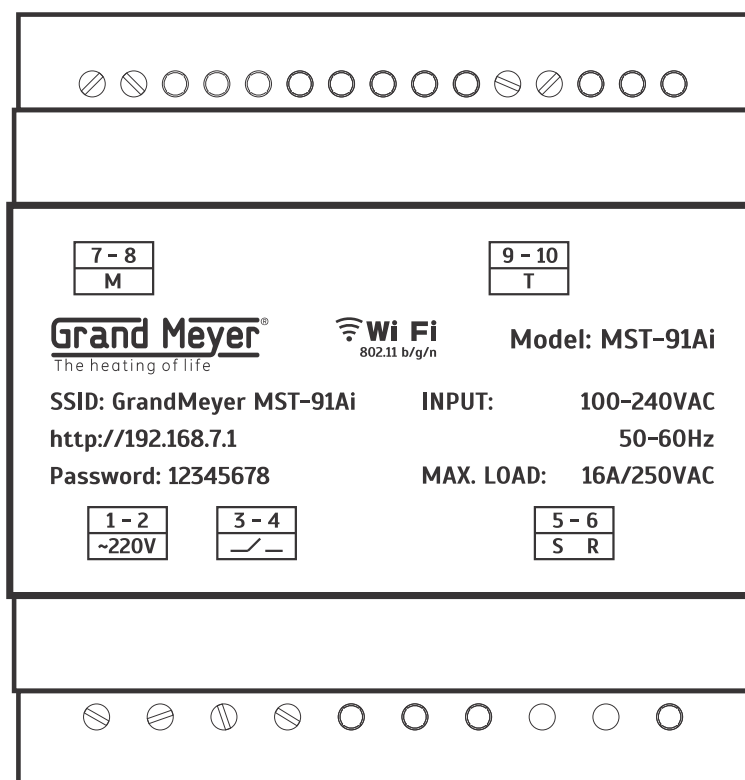 7 - 8
M
9 - 10
T
Grand Meyer®
The heating of life
Wi Fi
802.11 b/g/n
Model: MST-91Ai
SSID: GrandMeyer MST-91Ai
http://192.168.7.1
Password: 12345678
INPUT: 100-240VAC
50-60Hz
MAX. LOAD: 16A/250VAC
1 - 2
~220V
3 - 4
5 - 6
S R